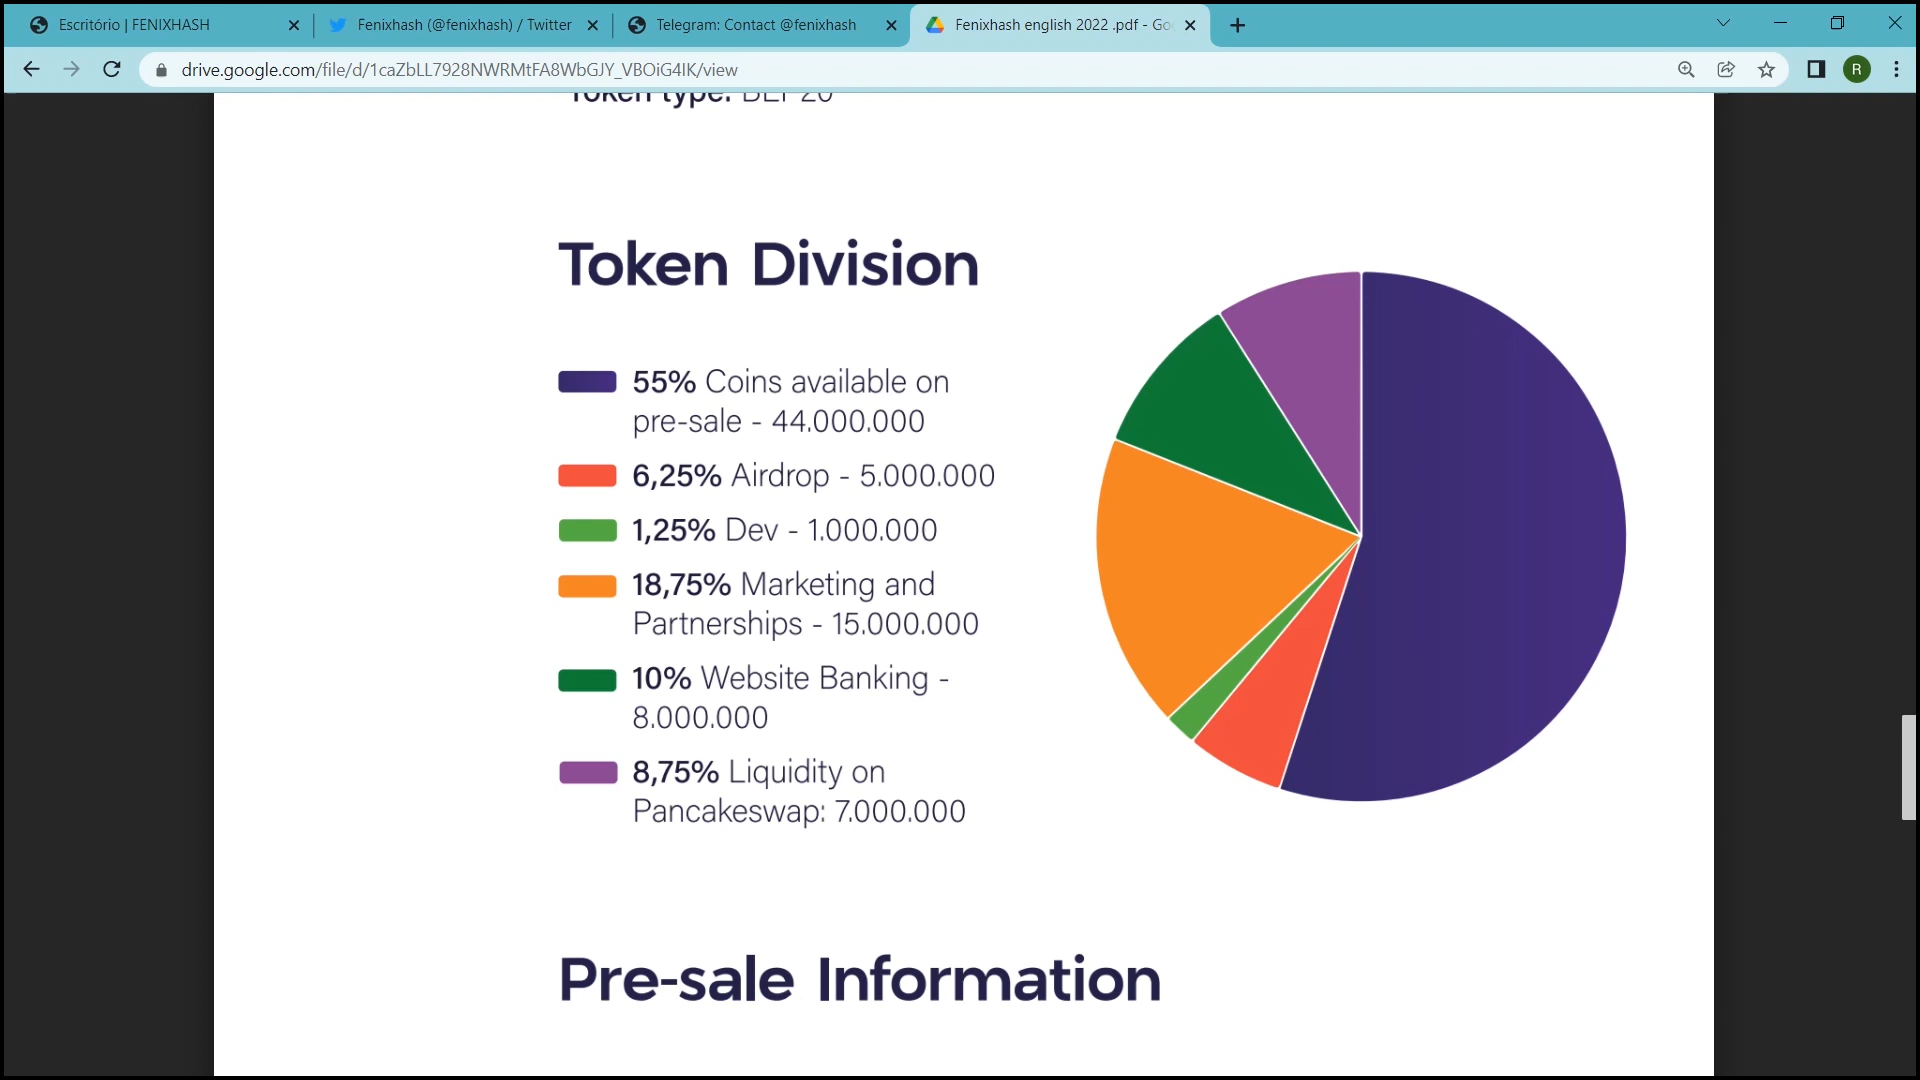 Escritório | FENIXHASH
Fenixhash (@fenixhash) / Twitter
Telegram: Contact @fenixhash
Fenixhash english 2022 .pdf - Go
drive.google.com/file/d/1caZbLL7928NWRMtFA8WbGJY_VBOiG4IK/view
R
Token type: BEP20
Token Division
55% Coins available on
pre-sale - 44.000.000
6,25% Airdrop - 5.000.000
1,25% Dev - 1.000.000
18,75% Marketing and
Partnerships - 15.000.000
10% Website Banking -
8.000.000
8,75% Liquidity on
Pancakeswap: 7.000.000
Pre-sale Information